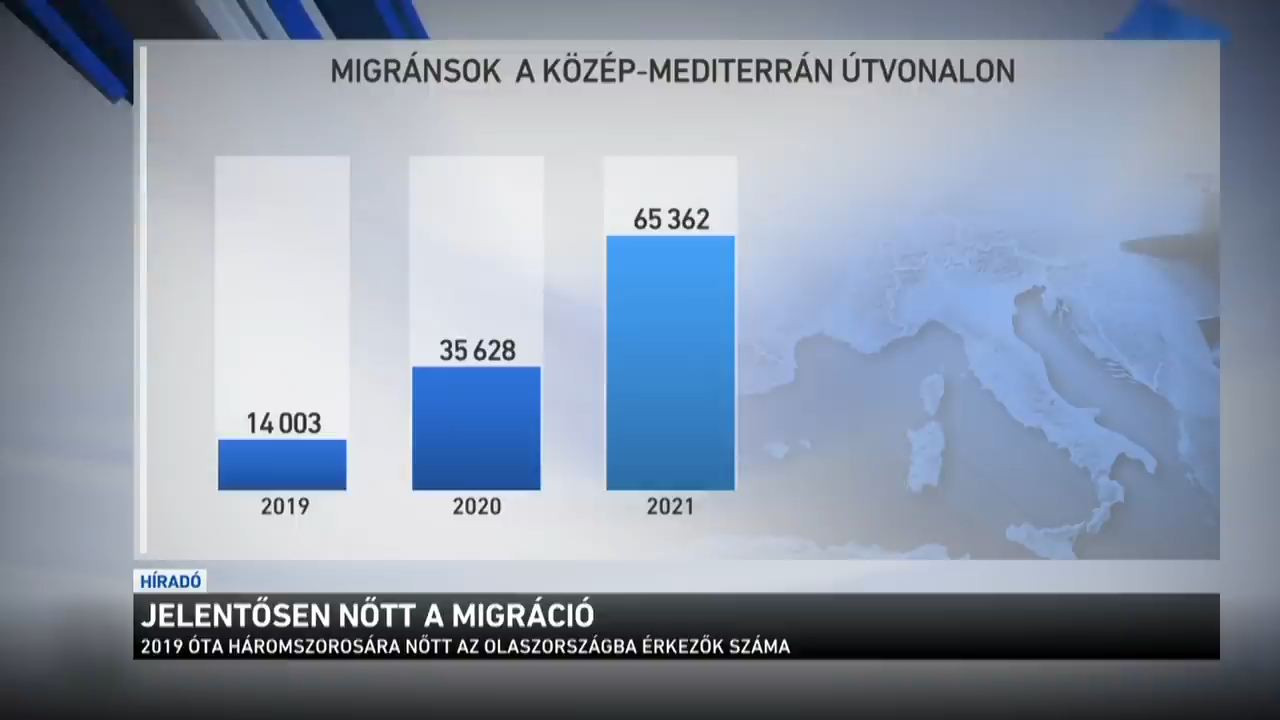 MIGRÁNSOK A KÖZÉP-MEDITERRÁN ÚTVONALON
65 362
35 628
14 003
2019 2020 2021
HÍRADÓ
JELENTŐSEN NŐTT A MIGRÁCIÓ
2019 ÓTA HÁROMSZOROSÁRA NŐTT AZ OLASZORSZÁGBA ÉRKEZŐK SZÁMA